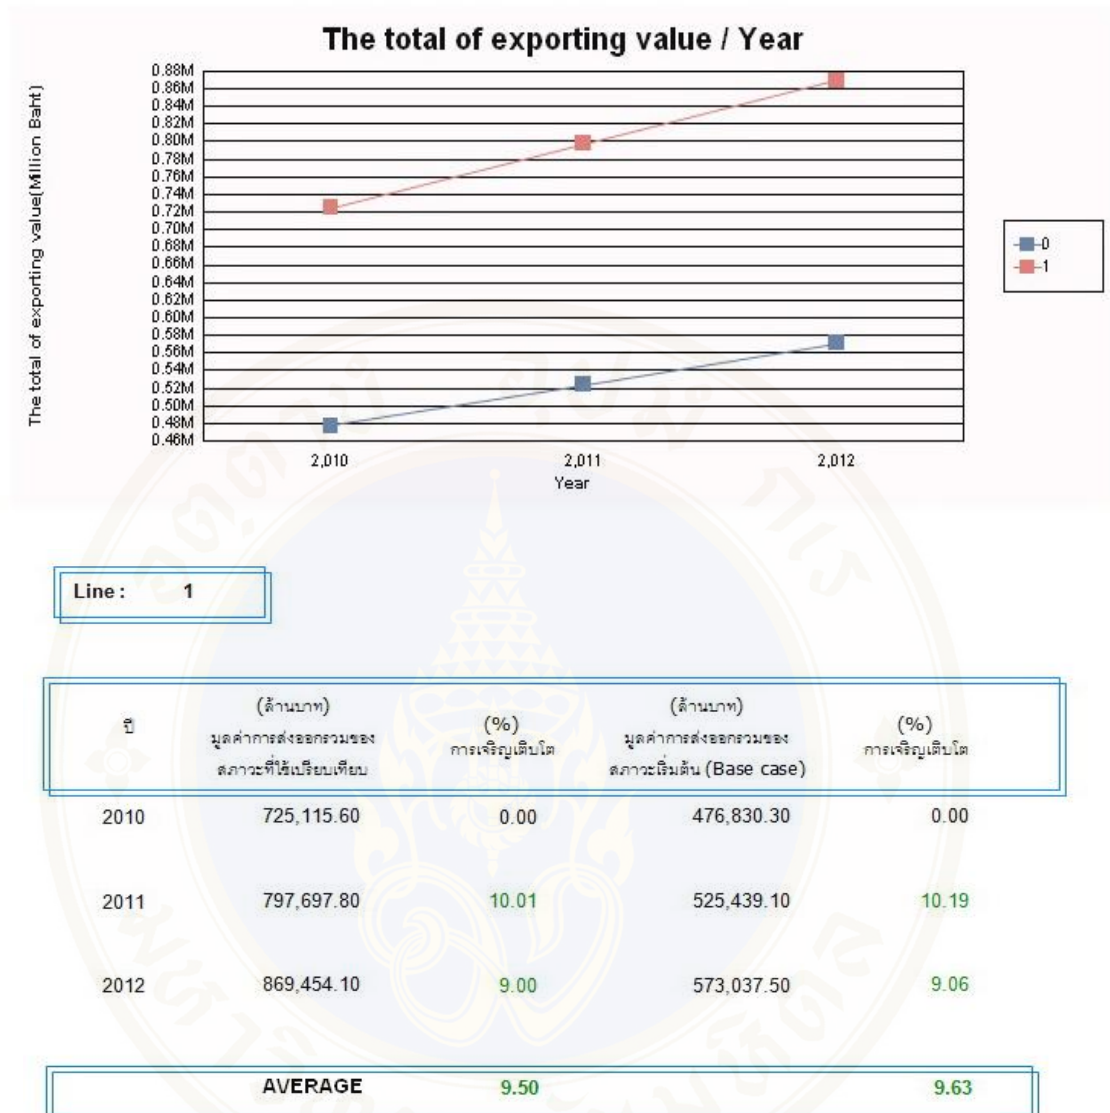 The total of exporting value / Year
The total of exporting value(Million Baht)
0.88M
0.86M
0.84M
0.82M
0.80M
0.78M
0.76M
0.74M
0.72M
0.70M
0.68M
0.66M
0.64M
0.62M
0.60M
0.58M
0.56M
0.54M
0.52M
0.50M
0.48M
0.46M
2,010 2,011 2,012
Year
0
1
Line : 1
ปี
(ล้านบาท)
มูลค่าการส่งออกรวมของ
สภาวะที่ใช้เปรียบเทียบ
(%)
การเจริญเติบโต
(ล้านบาท)
มูลค่าการส่งออกรวมของ
สภาวะเริ่มต้น (Base case)
(%)
การเจริญเติบโต
2010 725,115.60 0.00 476,830.30 0.00
2011 797,697.80 10.01 525,439.10 10.19
2012 869,454.10 9.00 573,037.50 9.06
AVERAGE 9.50 9.63